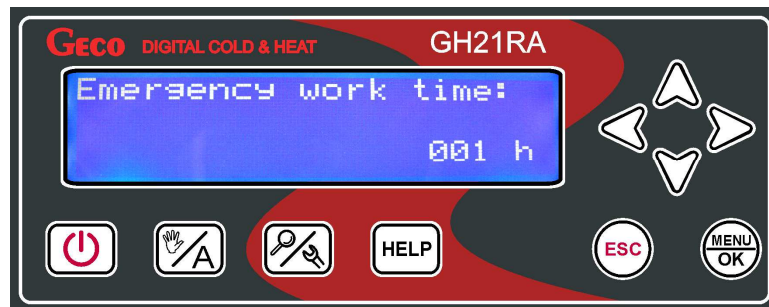 GECO DIGITAL COLD & HEAT GH21RA
Emergency work time:
001 h
A
HELP
ESC
MENU
OK